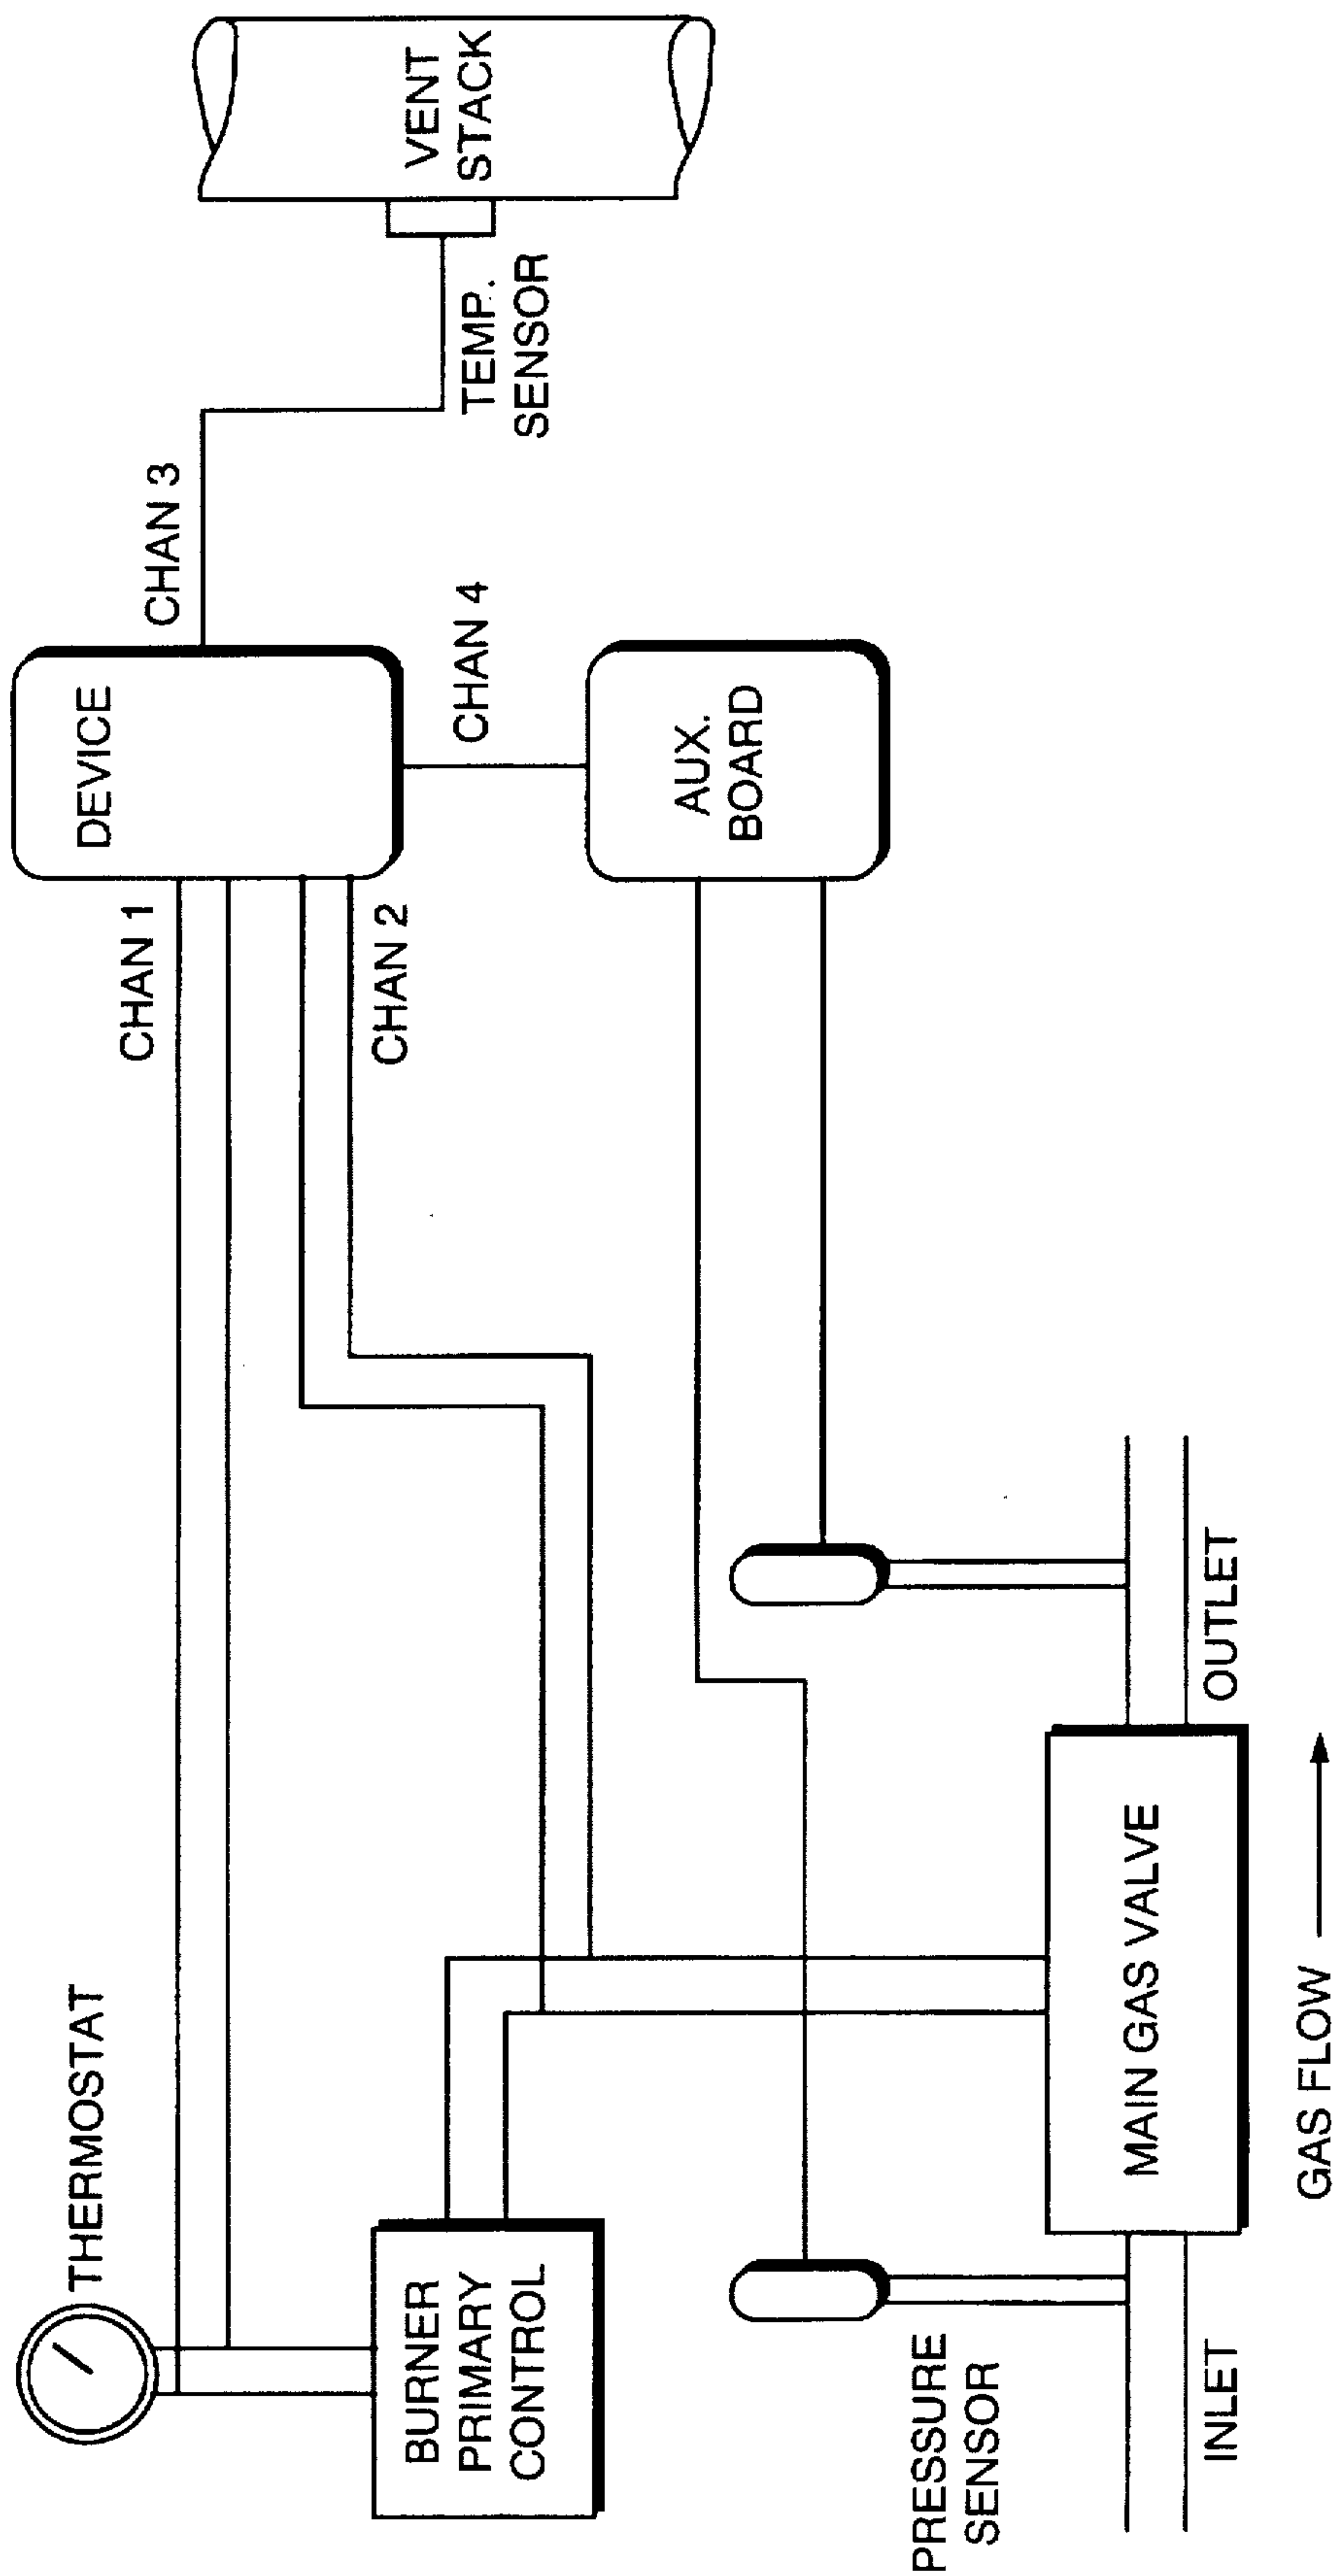 THERMOSTAT
CHAN 1
DEVICE
CHAN 3
VENT
STACK
BURNER
PRIMARY
CONTROL
CHAN 2
CHAN 4
TEMP.
SENSOR
AUX.
BOARD
PRESSURE
SENSOR
INLET
MAIN GAS VALVE
OUTLET
GAS FLOW